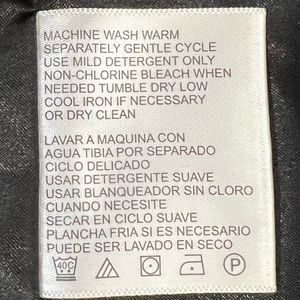 MACHINE WASH WARM
SEPARATELY GENTLE CYCLE
USE MILD DETERGENT ONLY
NON-CHLORINE BLEACH WHEN
NEEDED TUMBLE DRY LOW
COOL IRON IF NECESSARY
OR DRY CLEAN
LAVAR A MAQUINA CON
AGUA TIBIA POR SEPARADO
CICLO DELICADO
USAR DETERGENTE SUAVE
USAR BLANQUEADOR SIN CLORO
CUANDO NECESITE
SECAR EN CICLO SUAVE
PLANCHA FRIA SI ES NECESARIO
PUEDE SER LAVADO EN SECO
40C P